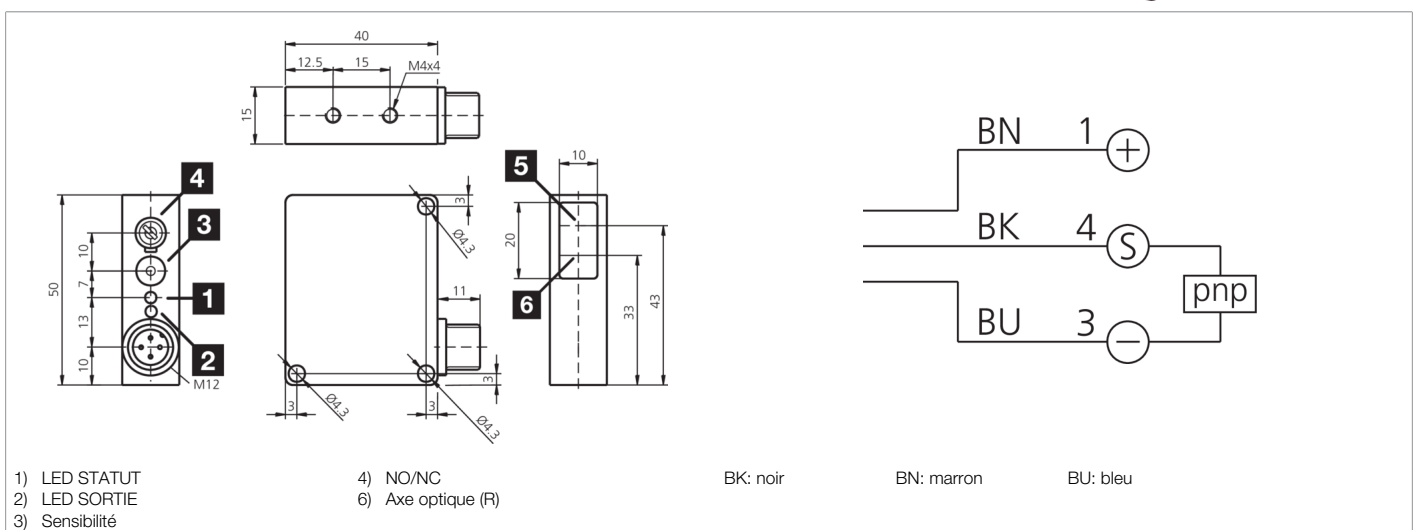 40
12.5 15 M4x4
15
4
3
1
2
50
10
7
13
10
M12
3
Ø4.3
11
3
3
Ø4.3
3
Ø4.3
10
5
20
6
33
43
BN 1 +
BK 4 S
pnp
BU 3 −
1) LED STATUT
2) LED SORTIE
3) Sensibilité
4) NO/NC
6) Axe optique (R)
BK: noir
BN: marron
BU: bleu